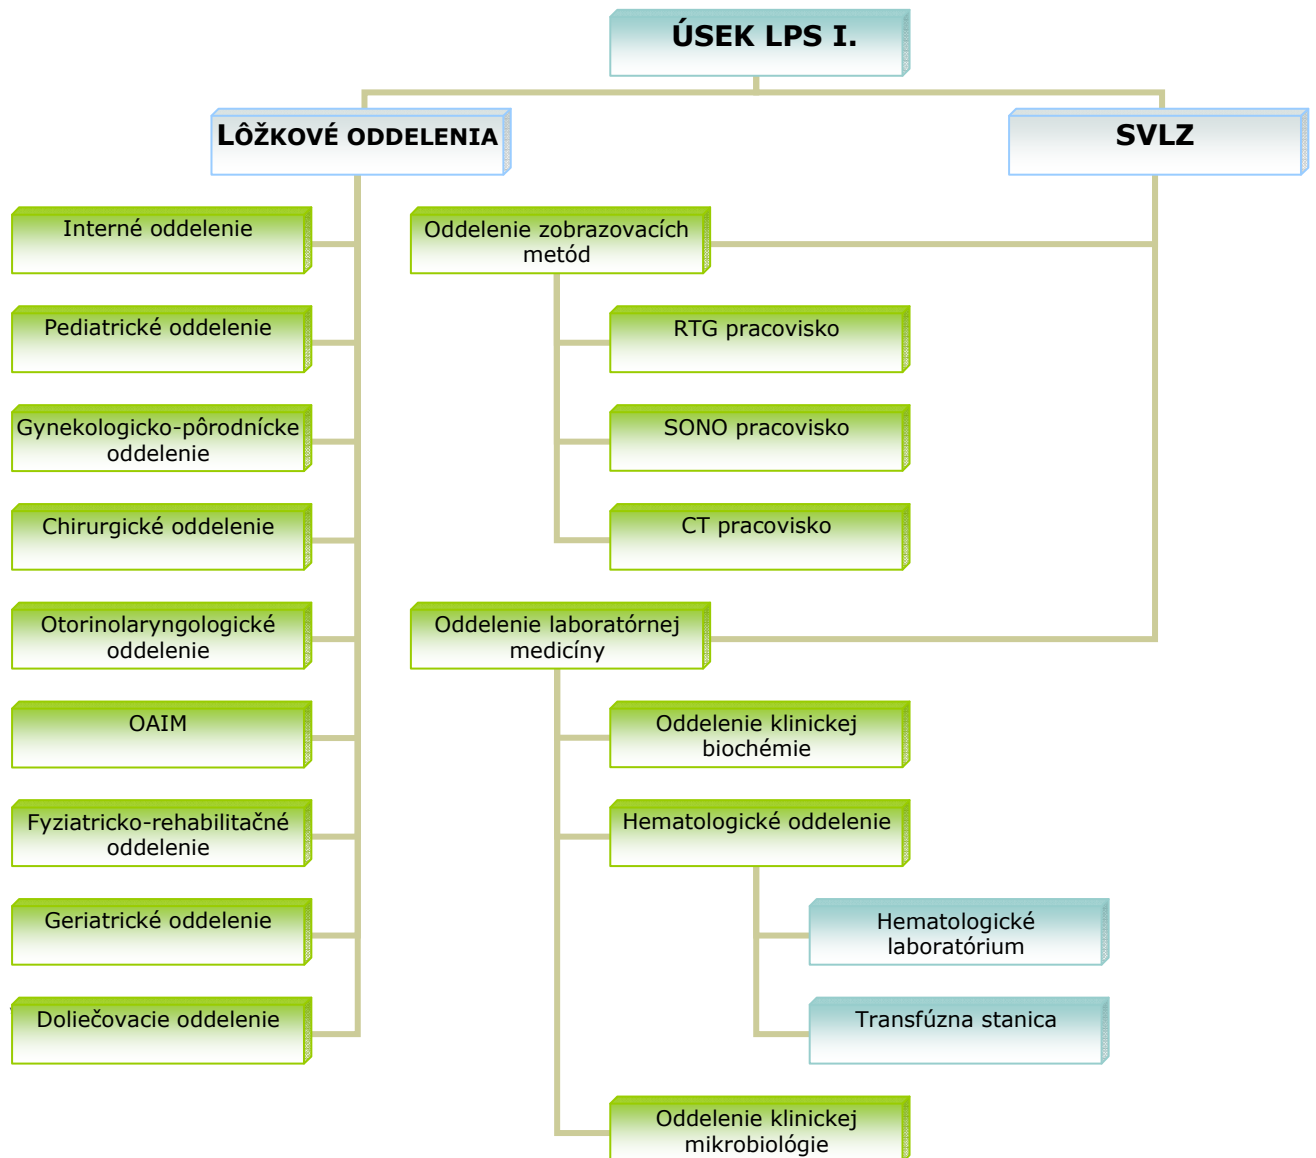 ÚSEK LPS I.
LÔŽKOVÉ ODDELENIA
SVLZ
Interné oddelenie
Pediatrické oddelenie
Gynekologicko-pôrodnícke
oddelenie
Chirurgické oddelenie
Otorinolaryngologické
oddelenie
OAIM
Fyziatricko-rehabilitačné
oddelenie
Geriatrické oddelenie
Doliečovacie oddelenie
Oddelenie zobrazovacích
metód
RTG pracovisko
SONO pracovisko
CT pracovisko
Oddelenie laboratórnej
medicíny
Oddelenie klinickej
biochémie
Hematologické oddelenie
Hematologické
laboratórium
Transfúzna stanica
Oddelenie klinickej
mikrobiológie